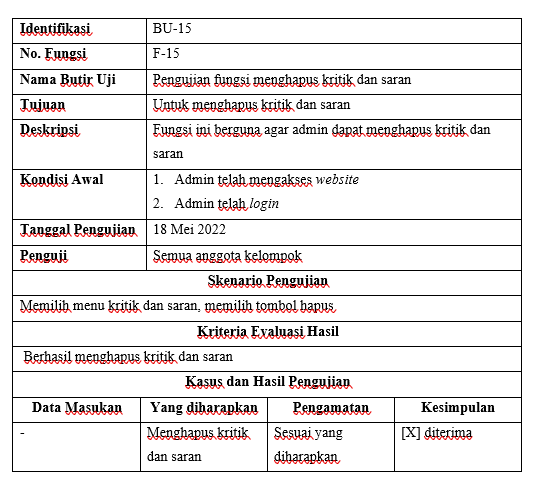 Identifikasi BU-15
No. Fungsi F-15
Nama Butir Uji Pengujian fungsi menghapus kritik dan saran
Tujuan Untuk menghapus kritik dan saran
Deskripsi Fungsi ini berguna agar admin dapat menghapus kritik dan
saran
Kondisi Awal 1. Admin telah mengakses website
2. Admin telah login
Tanggal Pengujian 18 Mei 2022
Penguji Semua anggota kelompok
Skenario Pengujian
Memilih menu kritik dan saran, memilih tombol hapus
Kriteria Evaluasi Hasil
Berhasil menghapus kritik dan saran
Kasus dan Hasil Pengujian
Data Masukan Yang diharapkan Pengamatan Kesimpulan
- Menghapus kritik Sesuai yang [X] diterima
dan saran diharapkan